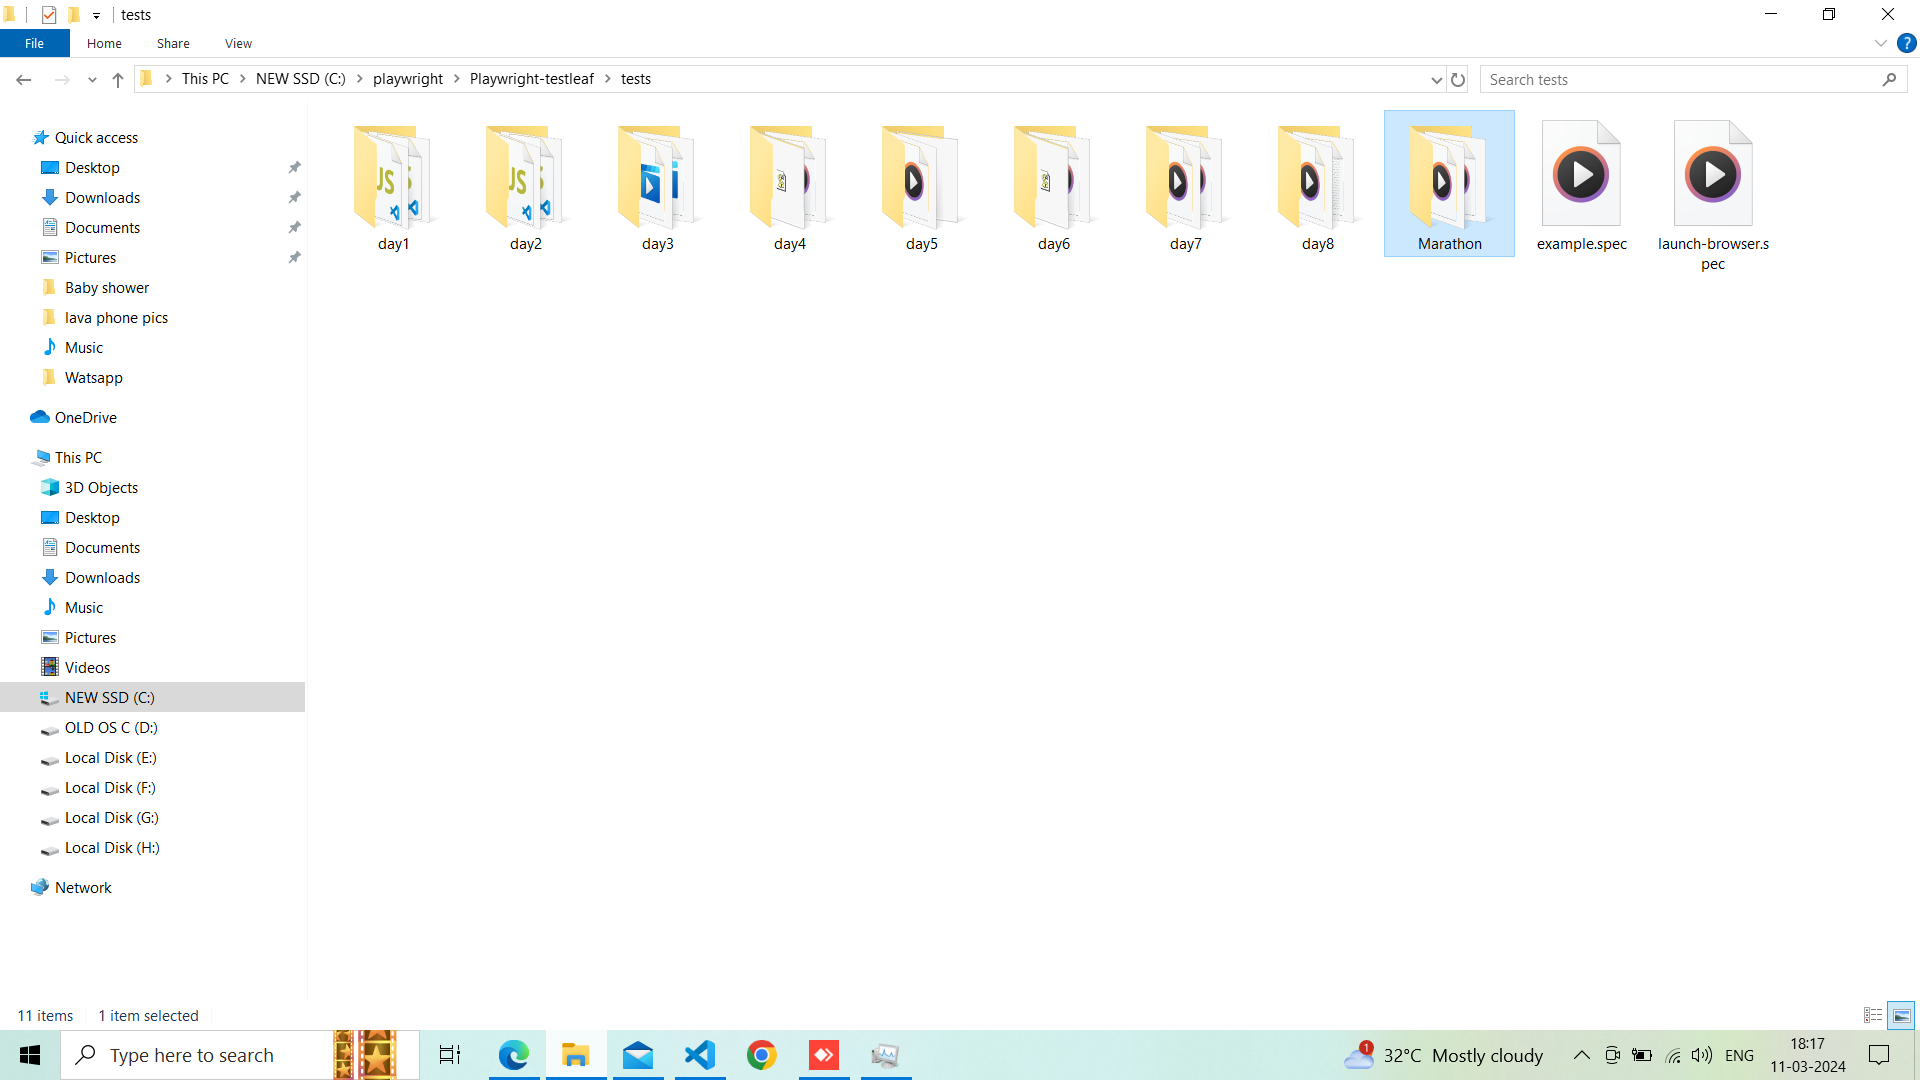 tests
File
Home
Share
View
This PC
NEW SSD (C:)
playwright
Playwright-testleaf
tests
Search tests
Quick access
Desktop
Downloads
Documents
Pictures
Baby shower
lava phone pics
Music
Watsapp
OneDrive
This PC
3D Objects
Desktop
Documents
Downloads
Music
Pictures
Videos
NEW SSD (C:)
OLD OS C (D:)
Local Disk (E:)
Local Disk (F:)
Local Disk (G:)
Local Disk (H:)
Network
day1
day2
day3
day4
day5
day6
day7
day8
Marathon
example.spec
launch-browser.s
pec
11 items
1 item selected
Type here to search
1
32°C Mostly cloudy
ENG
18:17
11-03-2024